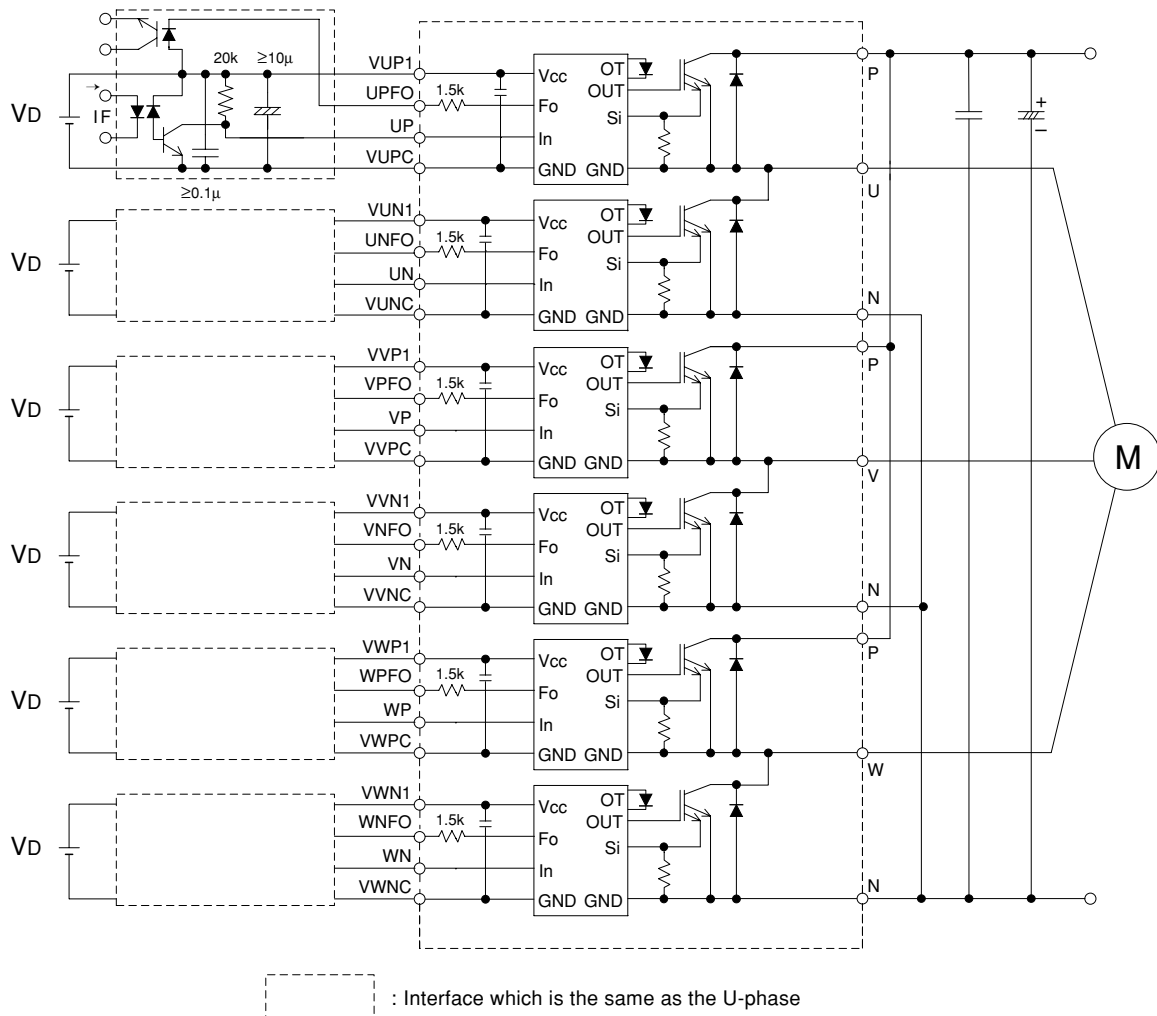 20k
≥10µ
VD
IF
≥0.1µ
VUP1
UPFO
1.5k
UP
VUPC
Vcc
Fo
In
GND
OT
OUT
Si
GND
P
U
+
–
VD
VUN1
UNFO
1.5k
UN
VUNC
Vcc
Fo
In
GND
OT
OUT
Si
GND
N
VD
VVP1
VPFO
1.5k
VP
VVPC
Vcc
Fo
In
GND
OT
OUT
Si
GND
P
V
M
VD
VVN1
VNFO
1.5k
VN
VVNC
Vcc
Fo
In
GND
OT
OUT
Si
GND
N
VD
VWP1
WPFO
1.5k
WP
VWPC
Vcc
Fo
In
GND
OT
OUT
Si
GND
P
W
VD
VWN1
WNFO
1.5k
WN
VWNC
Vcc
Fo
In
GND
OT
OUT
Si
GND
N
: Interface which is the same as the U-phase